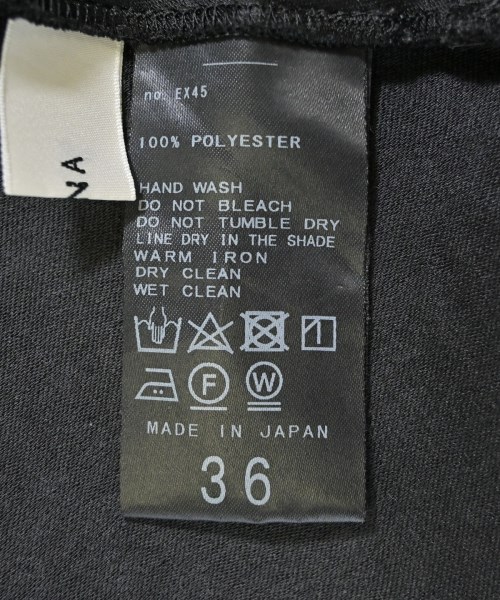 no. EX45
100% POLYESTER
HAND WASH
DO NOT BLEACH
DO NOT TUMBLE DRY
LINE DRY IN THE SHADE
WARM IRON
DRY CLEAN
WET CLEAN
F W
MADE IN JAPAN
36
NA